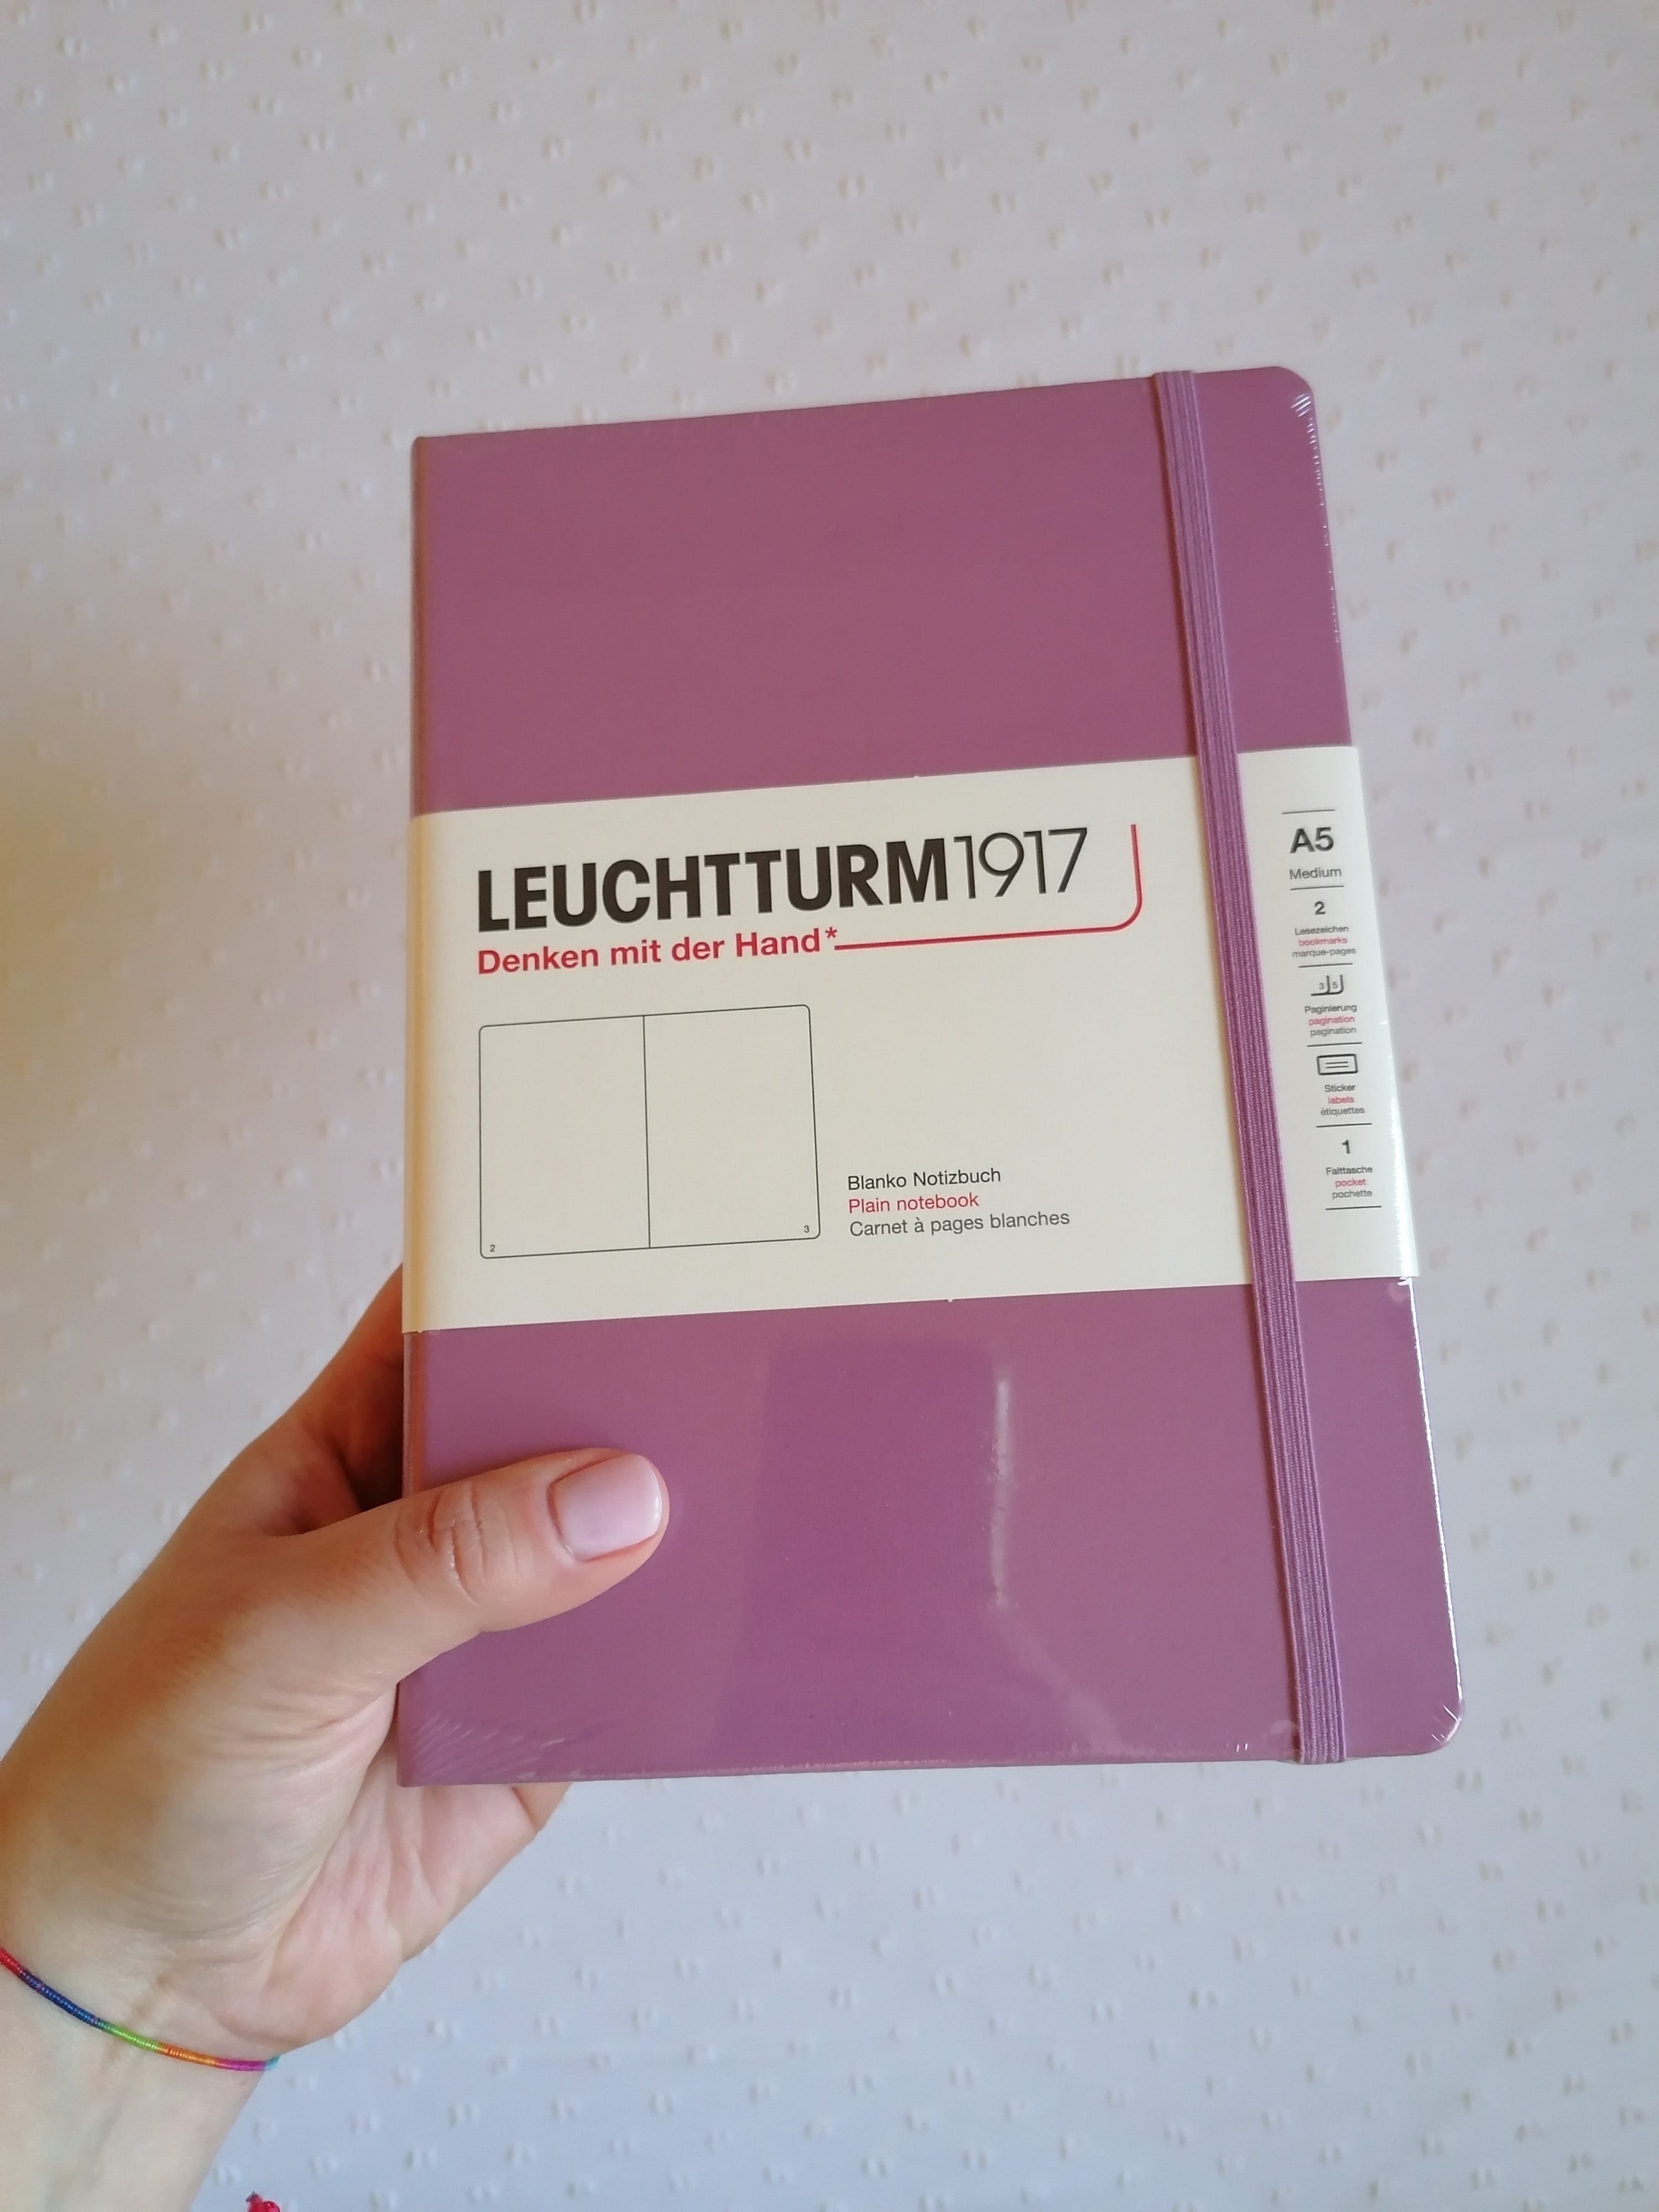 LEUCHTTURM1917
Denken mit der Hand*
2
3
Blanko Notizbuch
Plain notebook
Carnet à pages blanches
A5
Medium
2
Lesezeichen
bookmarks
marque-pages
3 5
Paginierung
pagination
pagination
Sticker
labels
étiquettes
1
Falttasche
pocket
pochette